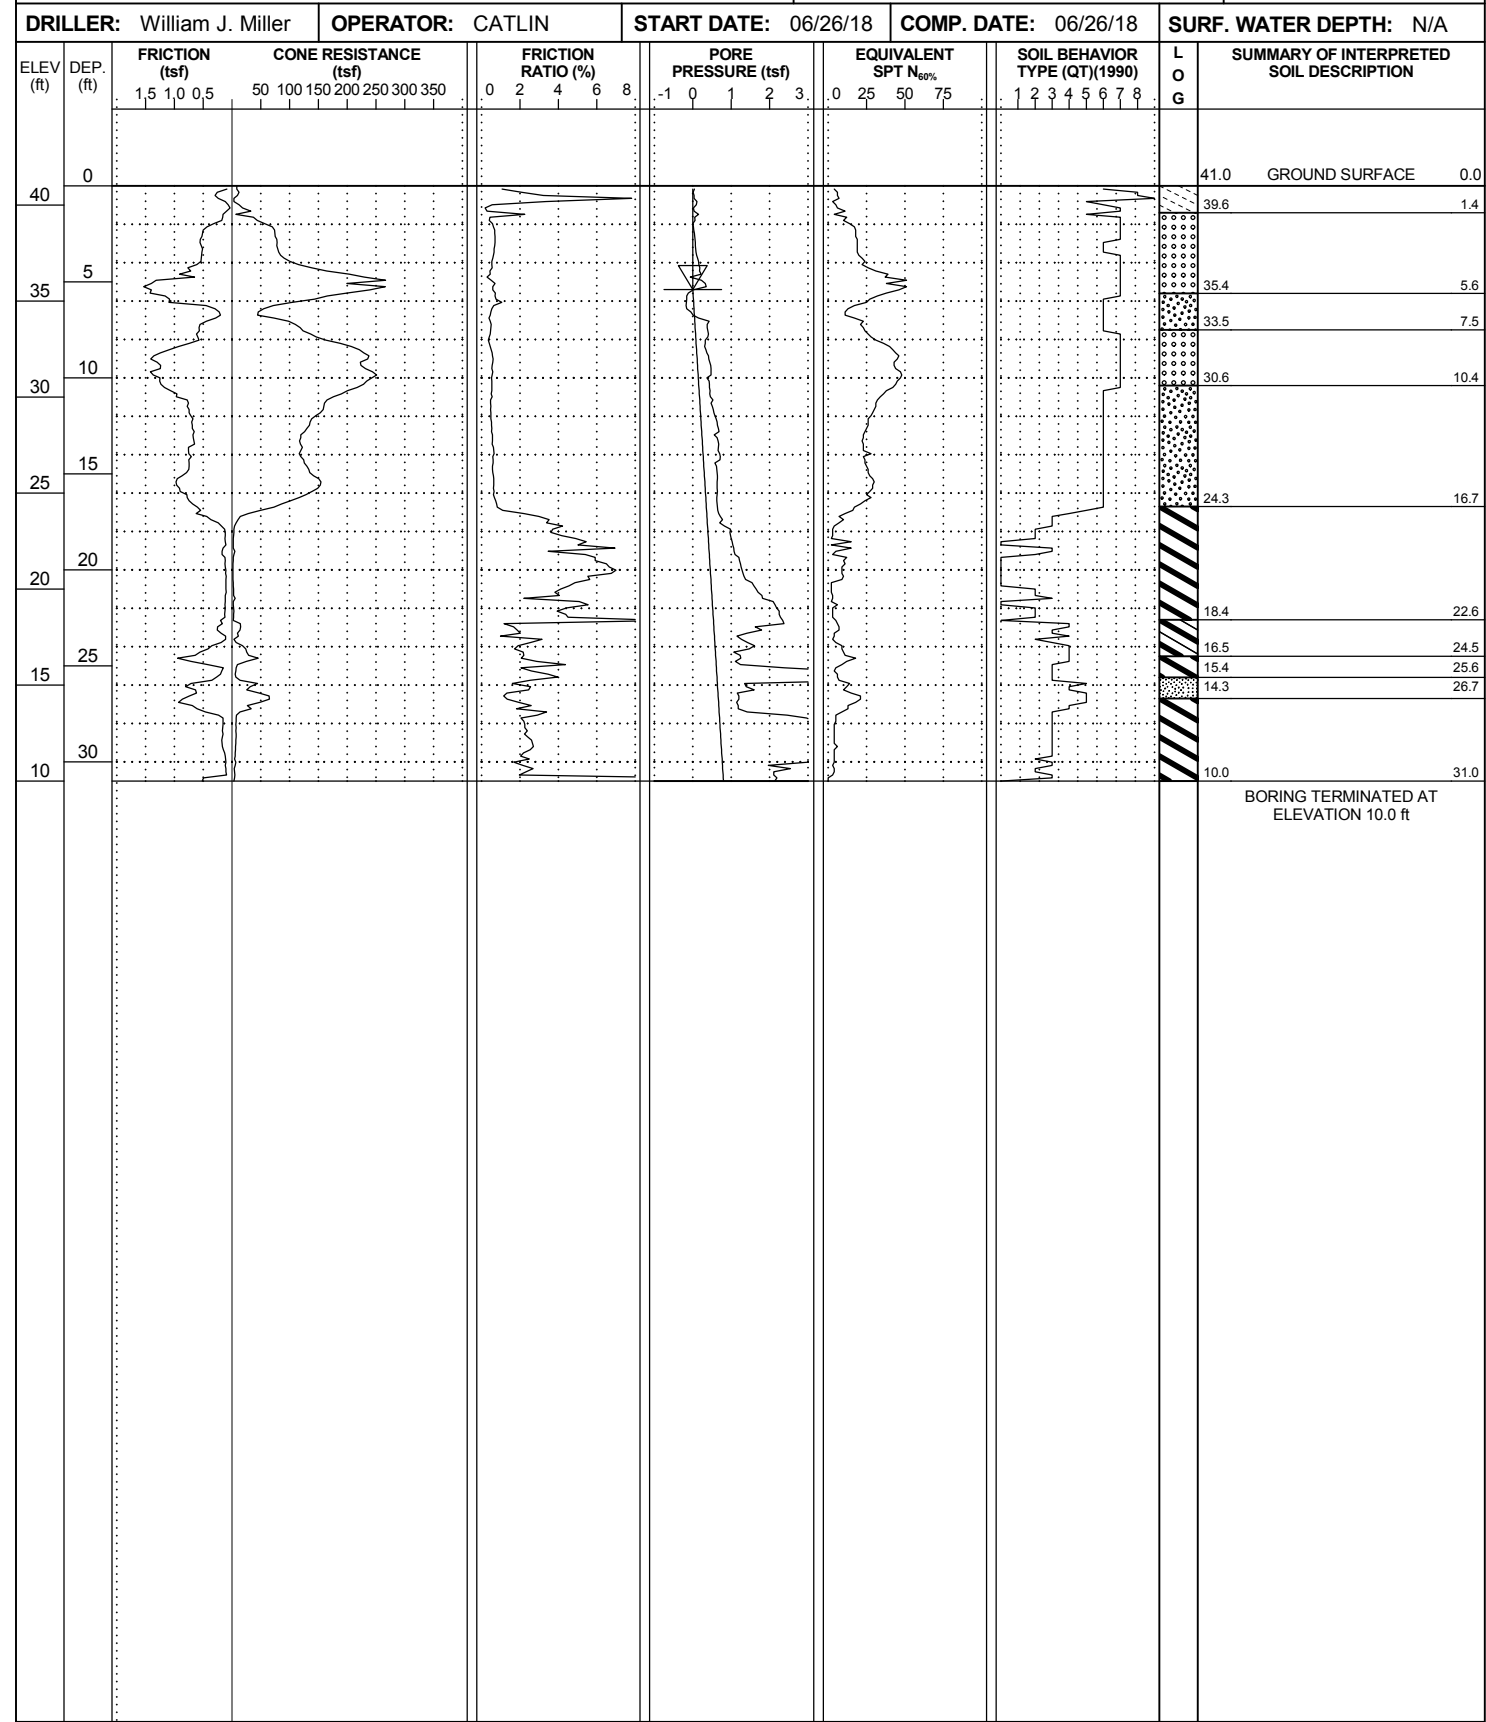 DRILLER: William J. Miller OPERATOR: CATLIN START DATE: 06/26/18 COMP. DATE: 06/26/18 SURF. WATER DEPTH: N/A
ELEV (ft)
DEP. (ft)
FRICTION (tsf)
1.5 1.0 0.5
CONE RESISTANCE (tsf)
50 100 150 200 250 300 350
FRICTION RATIO (%)
0 2 4 6 8
PORE PRESSURE (tsf)
-1 0 1 2 3
EQUIVALENT SPT N60%
0 25 50 75
SOIL BEHAVIOR TYPE (QT)(1990)
1 2 3 4 5 6 7 8
LOG
SUMMARY OF INTERPRETED SOIL DESCRIPTION
0
41.0 GROUND SURFACE 0.0
40
39.6 1.4
5
35
35.4 5.6
33.5 7.5
10
30
30.6 10.4
15
25
24.3 16.7
20
20
18.4 22.6
16.5 24.5
25
15.4 25.6
15
14.3 26.7
30
10
10.0 31.0
BORING TERMINATED AT
ELEVATION 10.0 ft